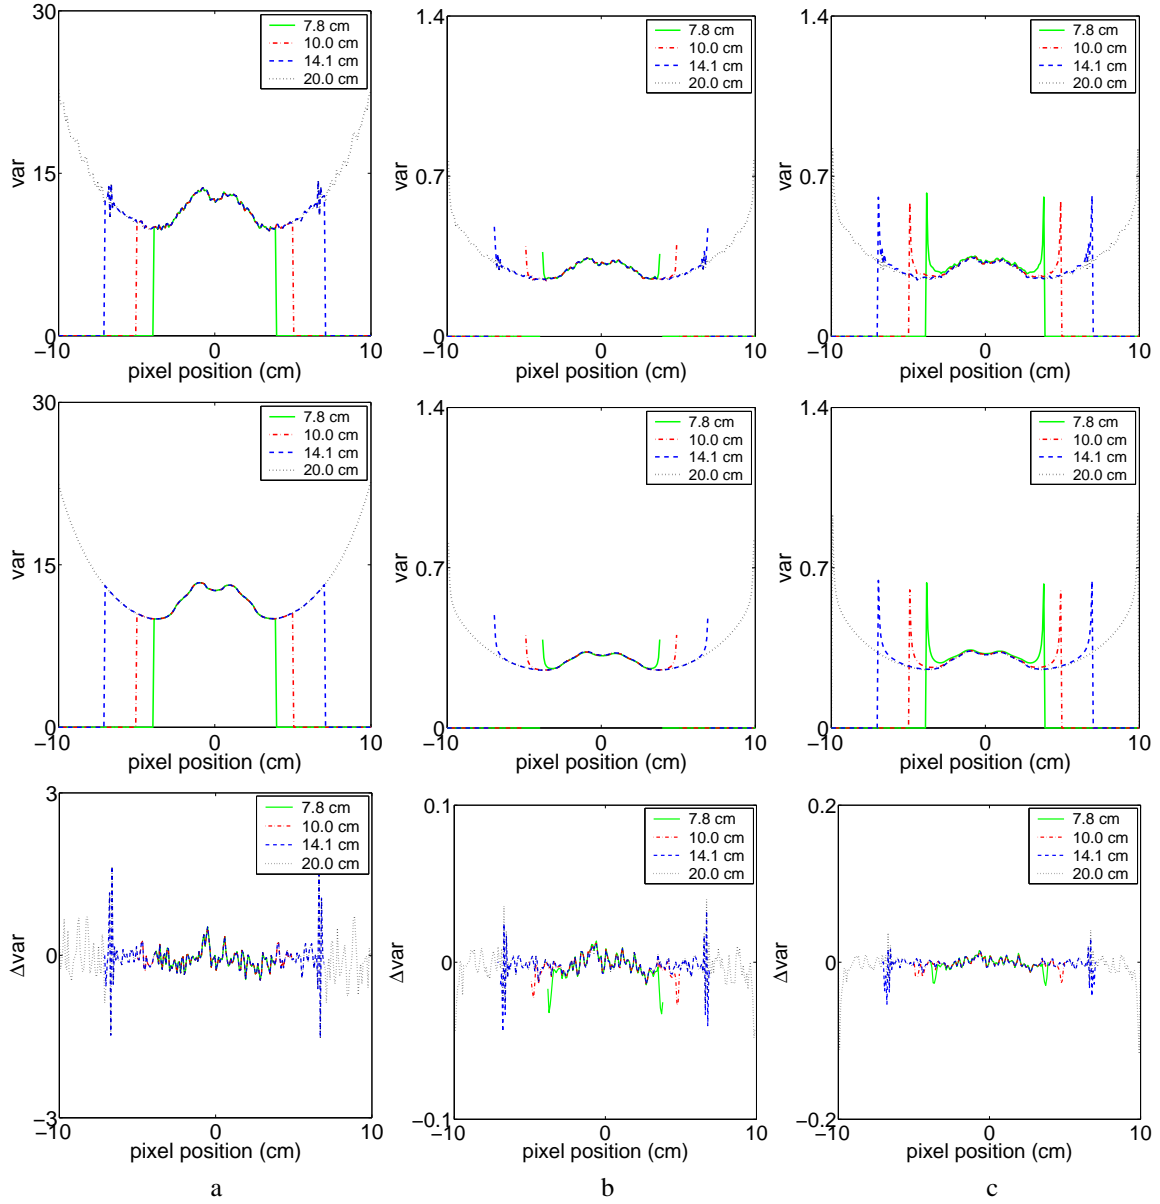 30
15
0
var
−10
0
10
pixel position (cm)
7.8 cm
10.0 cm
14.1 cm
20.0 cm
1.4
0.7
0
var
−10
0
10
pixel position (cm)
7.8 cm
10.0 cm
14.1 cm
20.0 cm
1.4
0.7
0
var
−10
0
10
pixel position (cm)
7.8 cm
10.0 cm
14.1 cm
20.0 cm
30
15
0
var
−10
0
10
pixel position (cm)
7.8 cm
10.0 cm
14.1 cm
20.0 cm
1.4
0.7
0
var
−10
0
10
pixel position (cm)
7.8 cm
10.0 cm
14.1 cm
20.0 cm
1.4
0.7
0
var
−10
0
10
pixel position (cm)
7.8 cm
10.0 cm
14.1 cm
20.0 cm
3
0
−3
Δvar
−10
0
10
pixel position (cm)
7.8 cm
10.0 cm
14.1 cm
20.0 cm
0.1
0
−0.1
Δvar
−10
0
10
pixel position (cm)
7.8 cm
10.0 cm
14.1 cm
20.0 cm
0.2
0
−0.2
Δvar
−10
0
10
pixel position (cm)
7.8 cm
10.0 cm
14.1 cm
20.0 cm
a
b
c